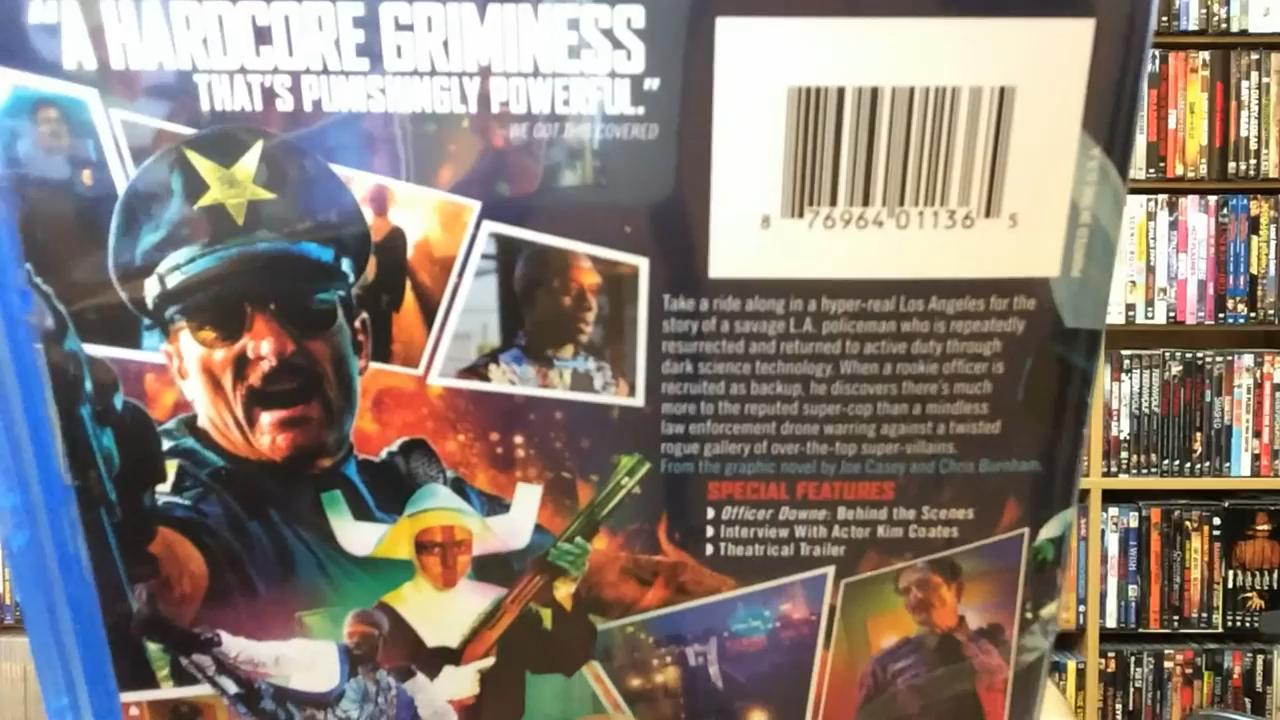 "A HARDCORE GRIMINESS
THAT'S PUNISHINGLY POWERFUL."
WE GOT THIS COVERED
8 76964 01136 5
Take a ride along in a hyper-real Los Angeles for the
story of a savage L.A. policeman who is repeatedly
resurrected and returned to active duty through
dark science technology. When a rookie officer is
recruited as backup, he discovers there's much
more to the reputed super-cop than a mindless
law enforcement drone warring against a twisted
rogue gallery of over-the-top super-villains.
From the graphic novel by Joe Casey and Chris Burnham.
SPECIAL FEATURES
Officer Downe: Behind the Scenes
Interview With Actor Kim Coates
Theatrical Trailer